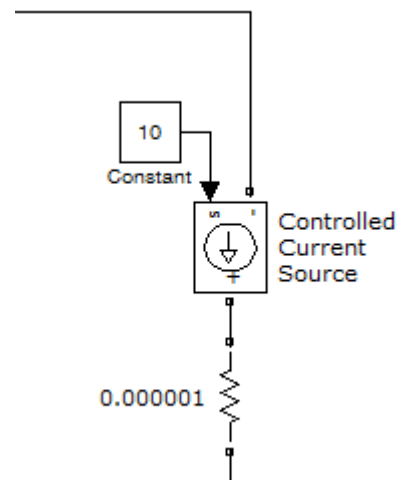 10
Constant
s -
+
Controlled
Current
Source
0.000001